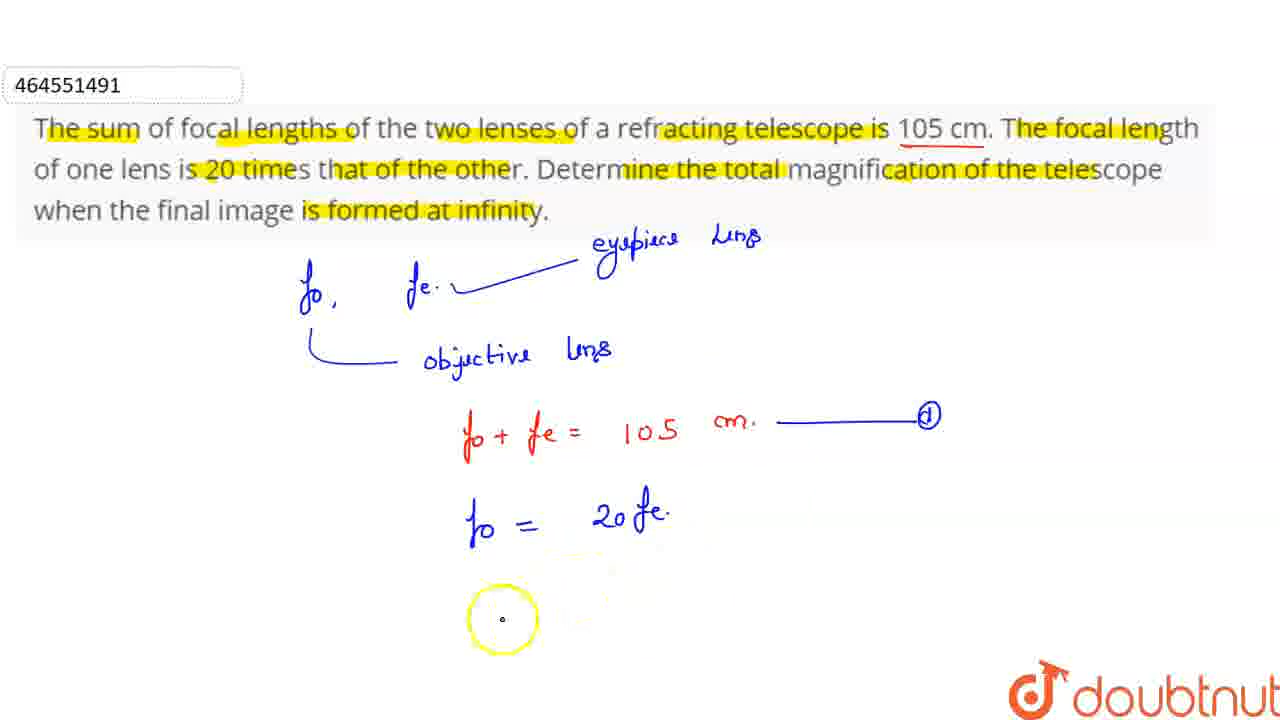 464551491
The sum of focal lengths of the two lenses of a refracting telescope is 105 cm. The focal length
of one lens is 20 times that of the other. Determine the total magnification of the telescope
when the final image is formed at infinity.
fo, fe. eyepiece lens
objective lens
fo + fe = 105 cm.
fo = 20 fe.
doubtnut